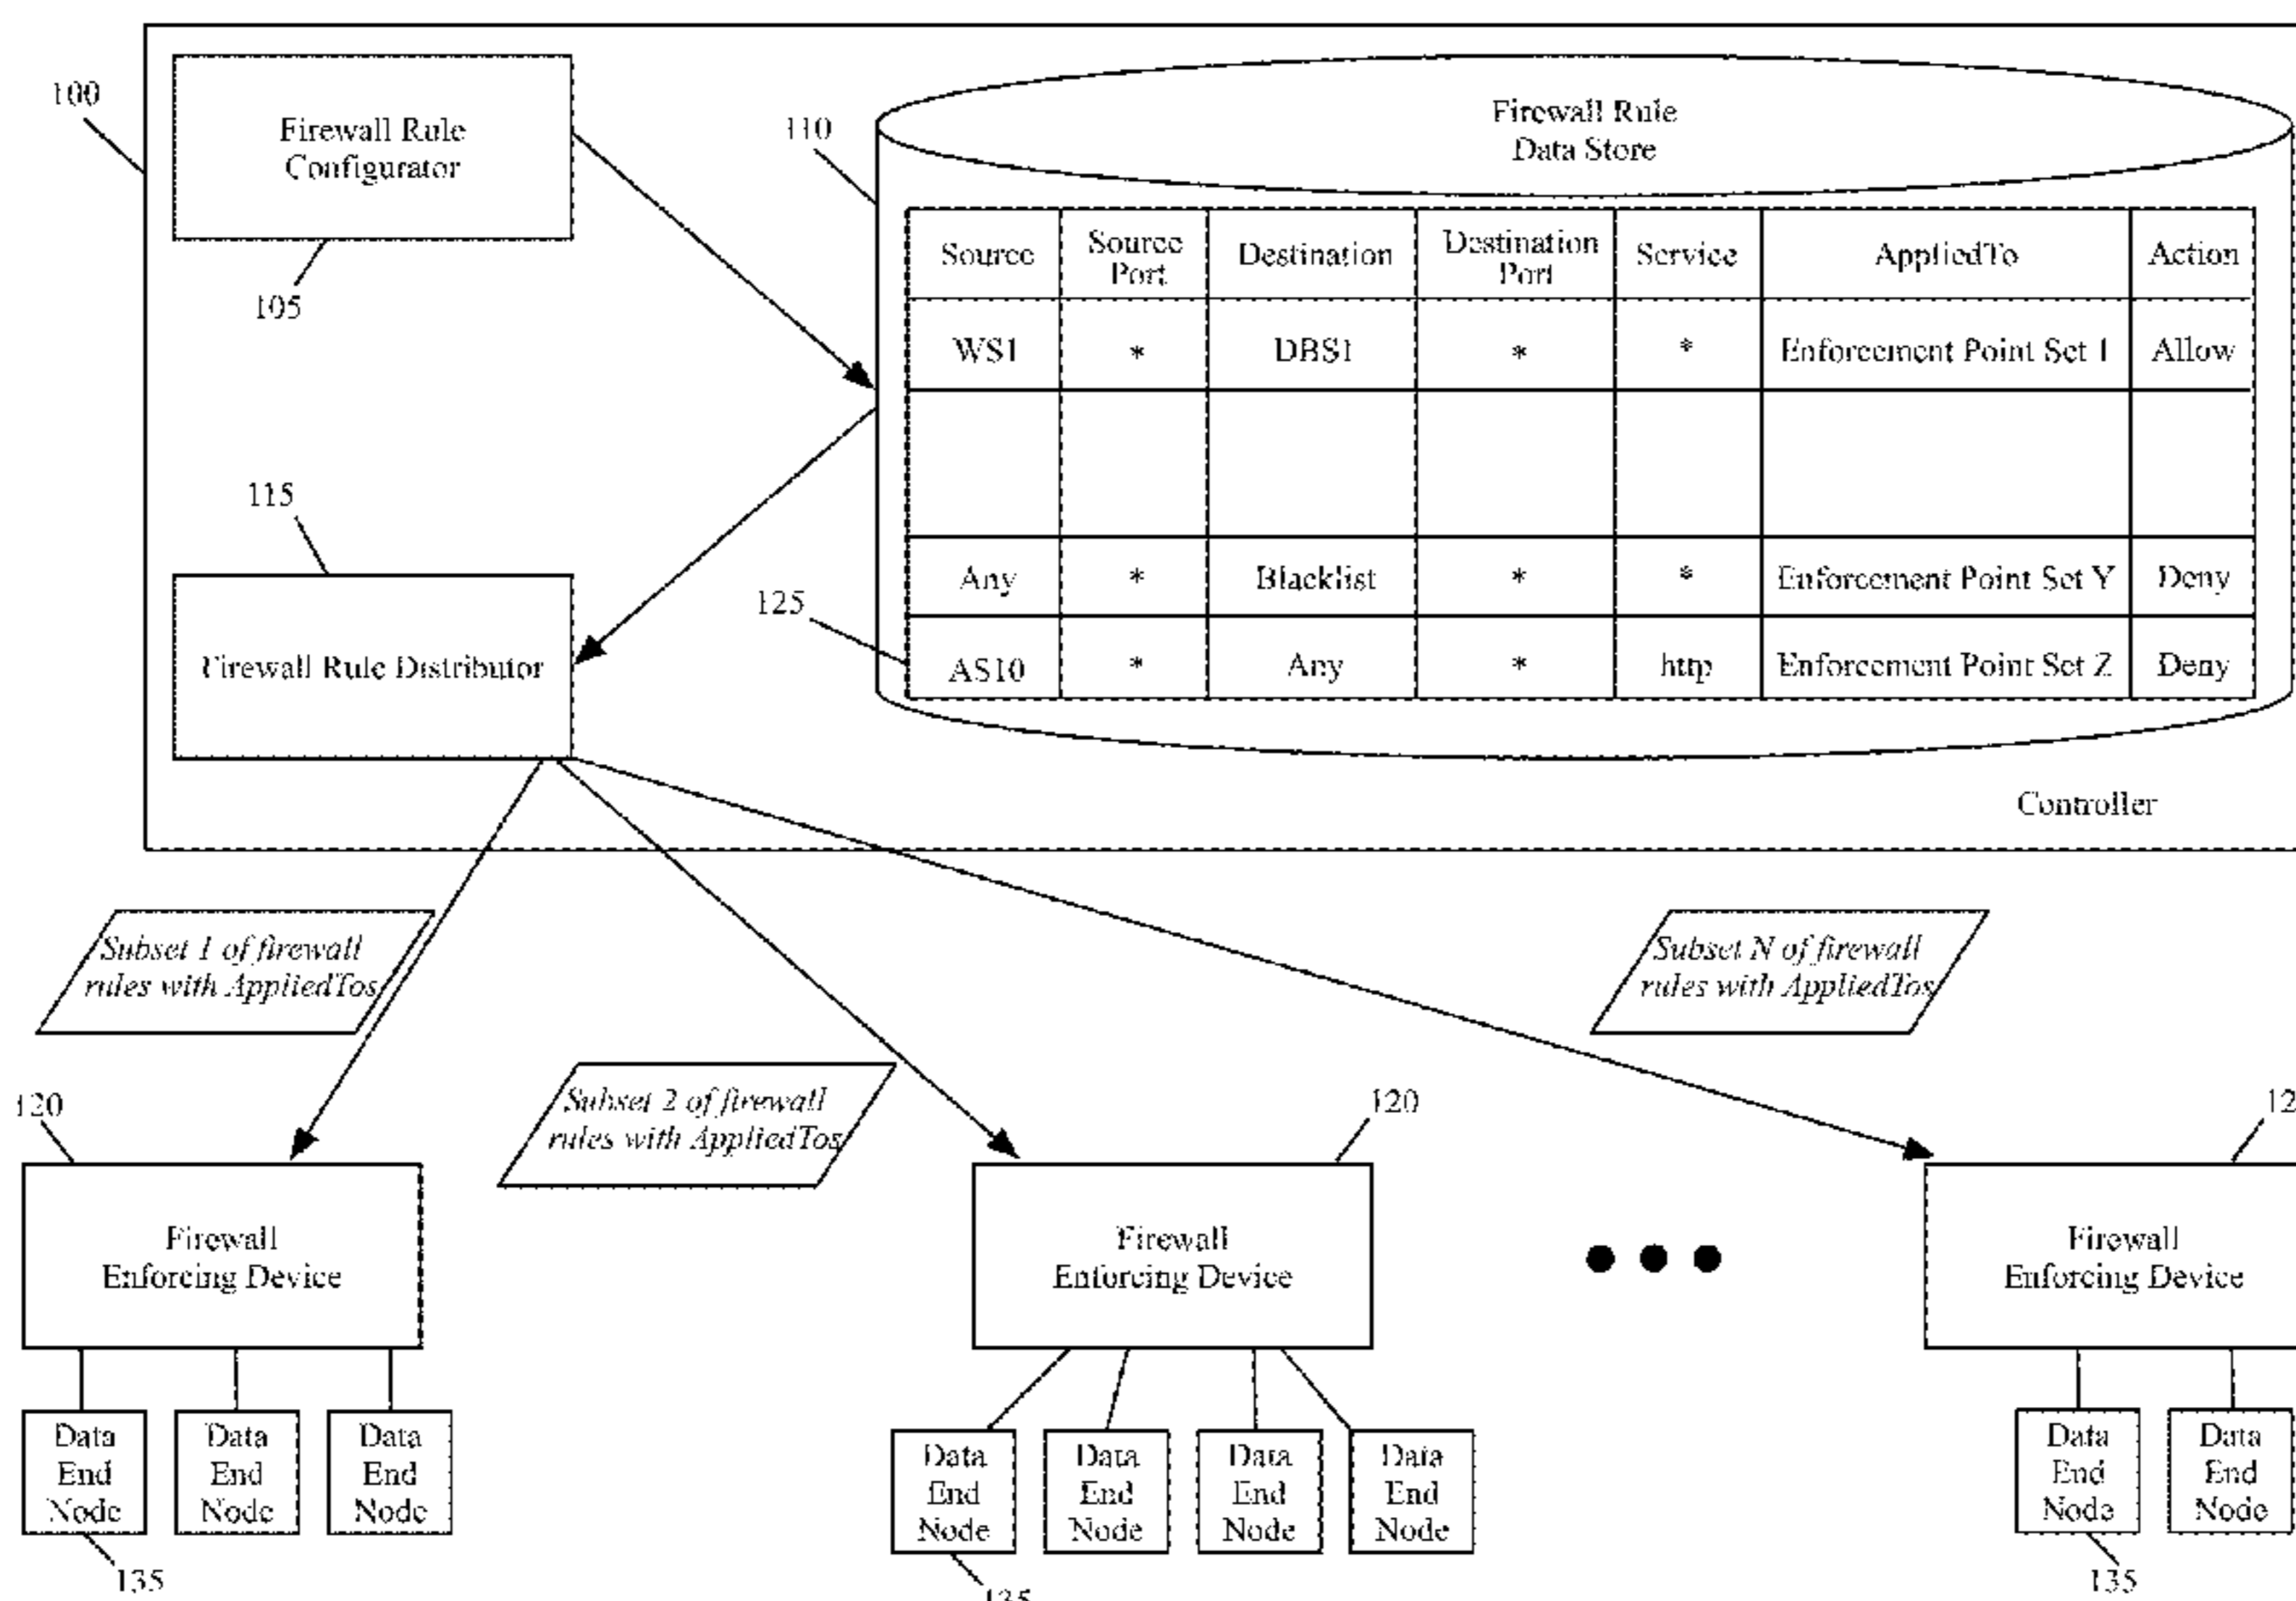 100
Firewall Rule
Configurator
105
110
Firewall Rule
Data Store
Source
Source
Port
Destination
Destination
Port
Service
AppliedTo
Action
WS1 * DBS1 * * Enforcement Point Set 1 Allow
Any * Blacklist * * Enforcement Point Set Y Deny
125
AS10 * Any * http Enforcement Point Set Z Deny
115
Firewall Rule Distributor
Controller
Subset 1 of firewall
rules with AppliedTos
Subset 2 of firewall
rules with AppliedTos
Subset N of firewall
rules with AppliedTos
120
Firewall
Enforcing Device
120
Firewall
Enforcing Device
12
Firewall
Enforcing Device
Data
End
Node
Data
End
Node
Data
End
Node
135
Data
End
Node
Data
End
Node
Data
End
Node
Data
End
Node
135
Data
End
Node
Data
End
Node
135